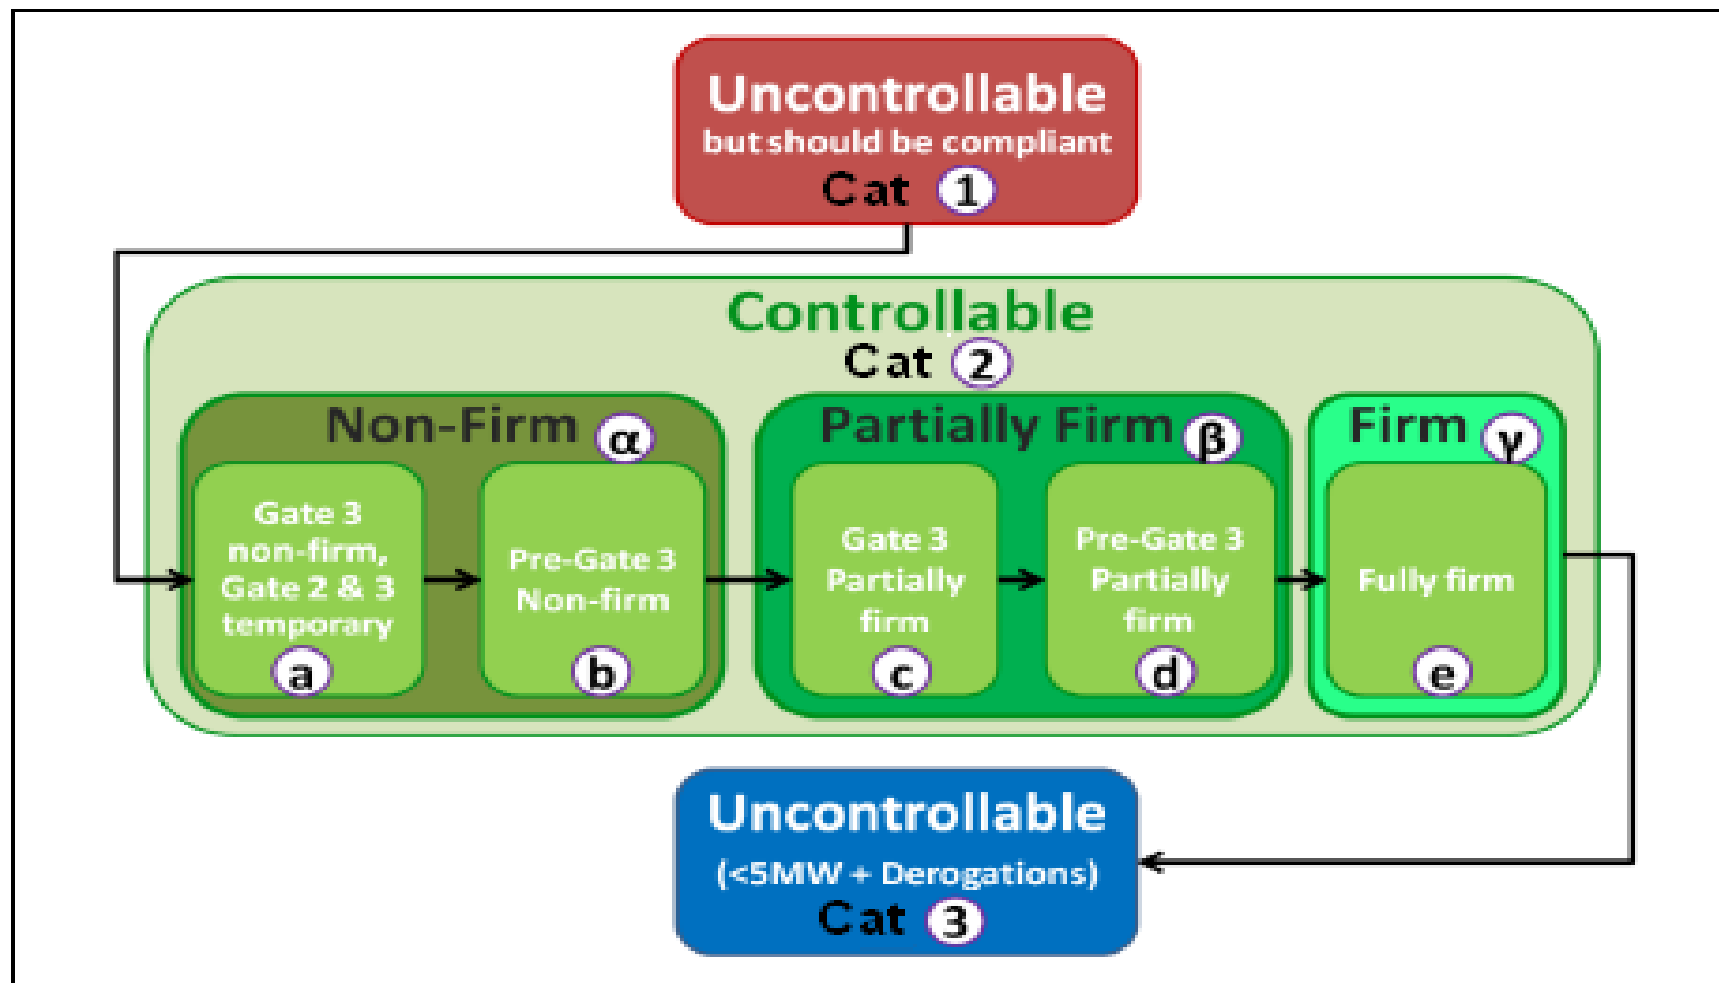 Uncontrollable
but should be compliant
Cat 1
Controllable
Cat 2
Non-Firm α
Gate 3
non-firm,
Gate 2 & 3
temporary
a
Pre-Gate 3
Non-firm
b
Partially Firm β
Gate 3
Partially
firm
c
Pre-Gate 3
Partially
firm
d
Firm γ
Fully firm
e
Uncontrollable
(<5MW + Derogations)
Cat 3